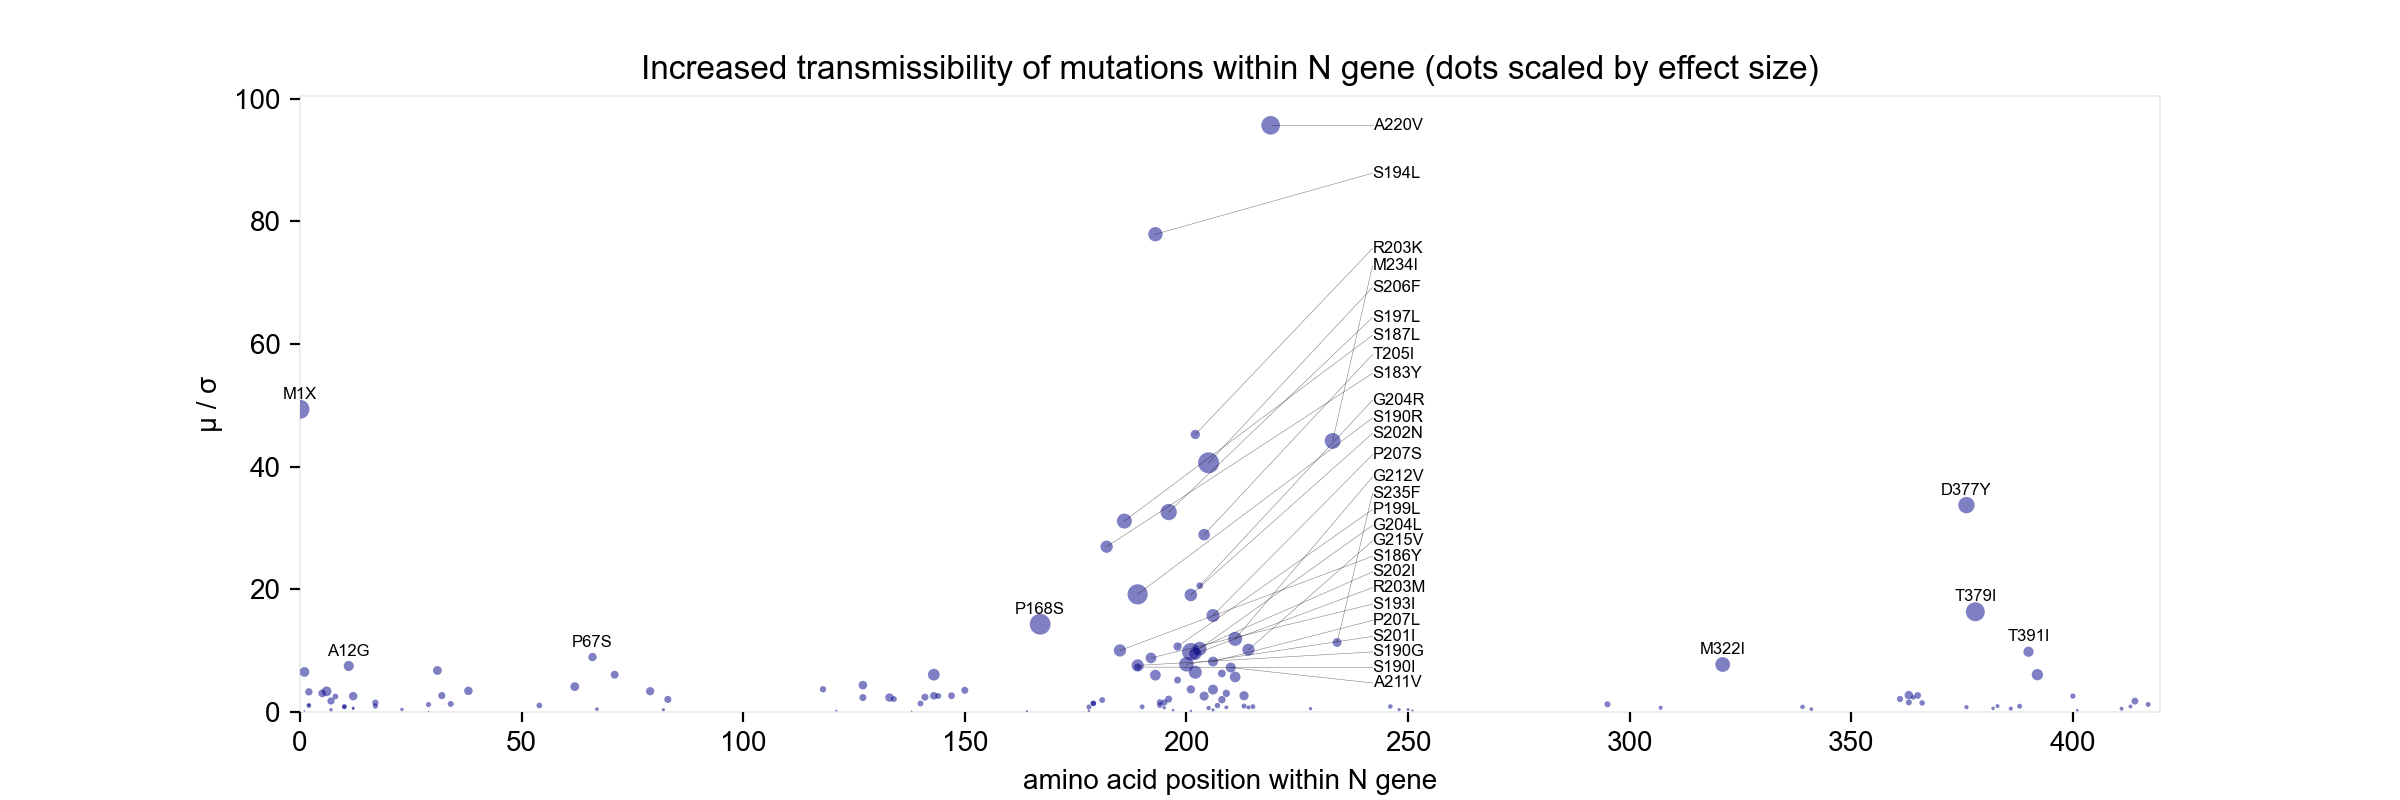 Increased transmissibility of mutations within N gene (dots scaled by effect size)
100
A220V
S194L
80
R203K
M234I
S206F
S197L
S187L
60
T205I
S183Y
μ / σ
M1X
G204R
S190R
S202N
P207S
40
G212V
D377Y
S235F
P199L
G204L
G215V
S186Y
S202I
20
R203M
T379I
S193I
P168S
P207L
T391I
S201I
P67S
A12G
S190G
M322I
S190I
A211V
0
0 50 100 150 200 250 300 350 400
amino acid position within N gene